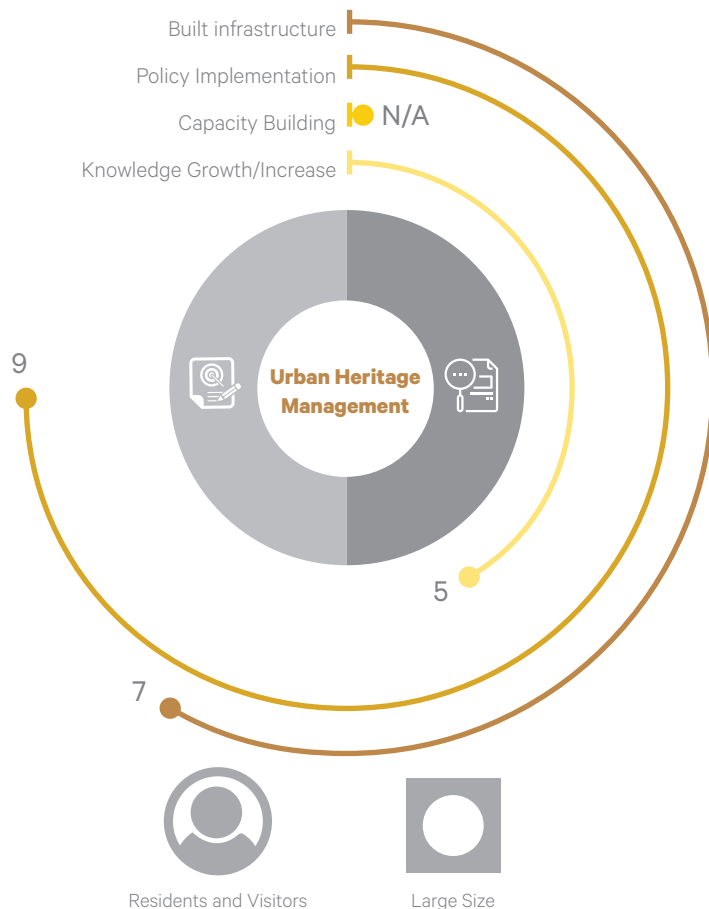 Built infrastructure
Policy Implementation
Capacity Building
N/A
Knowledge Growth/Increase
9
Urban Heritage
Management
5
7
Residents and Visitors
Large Size